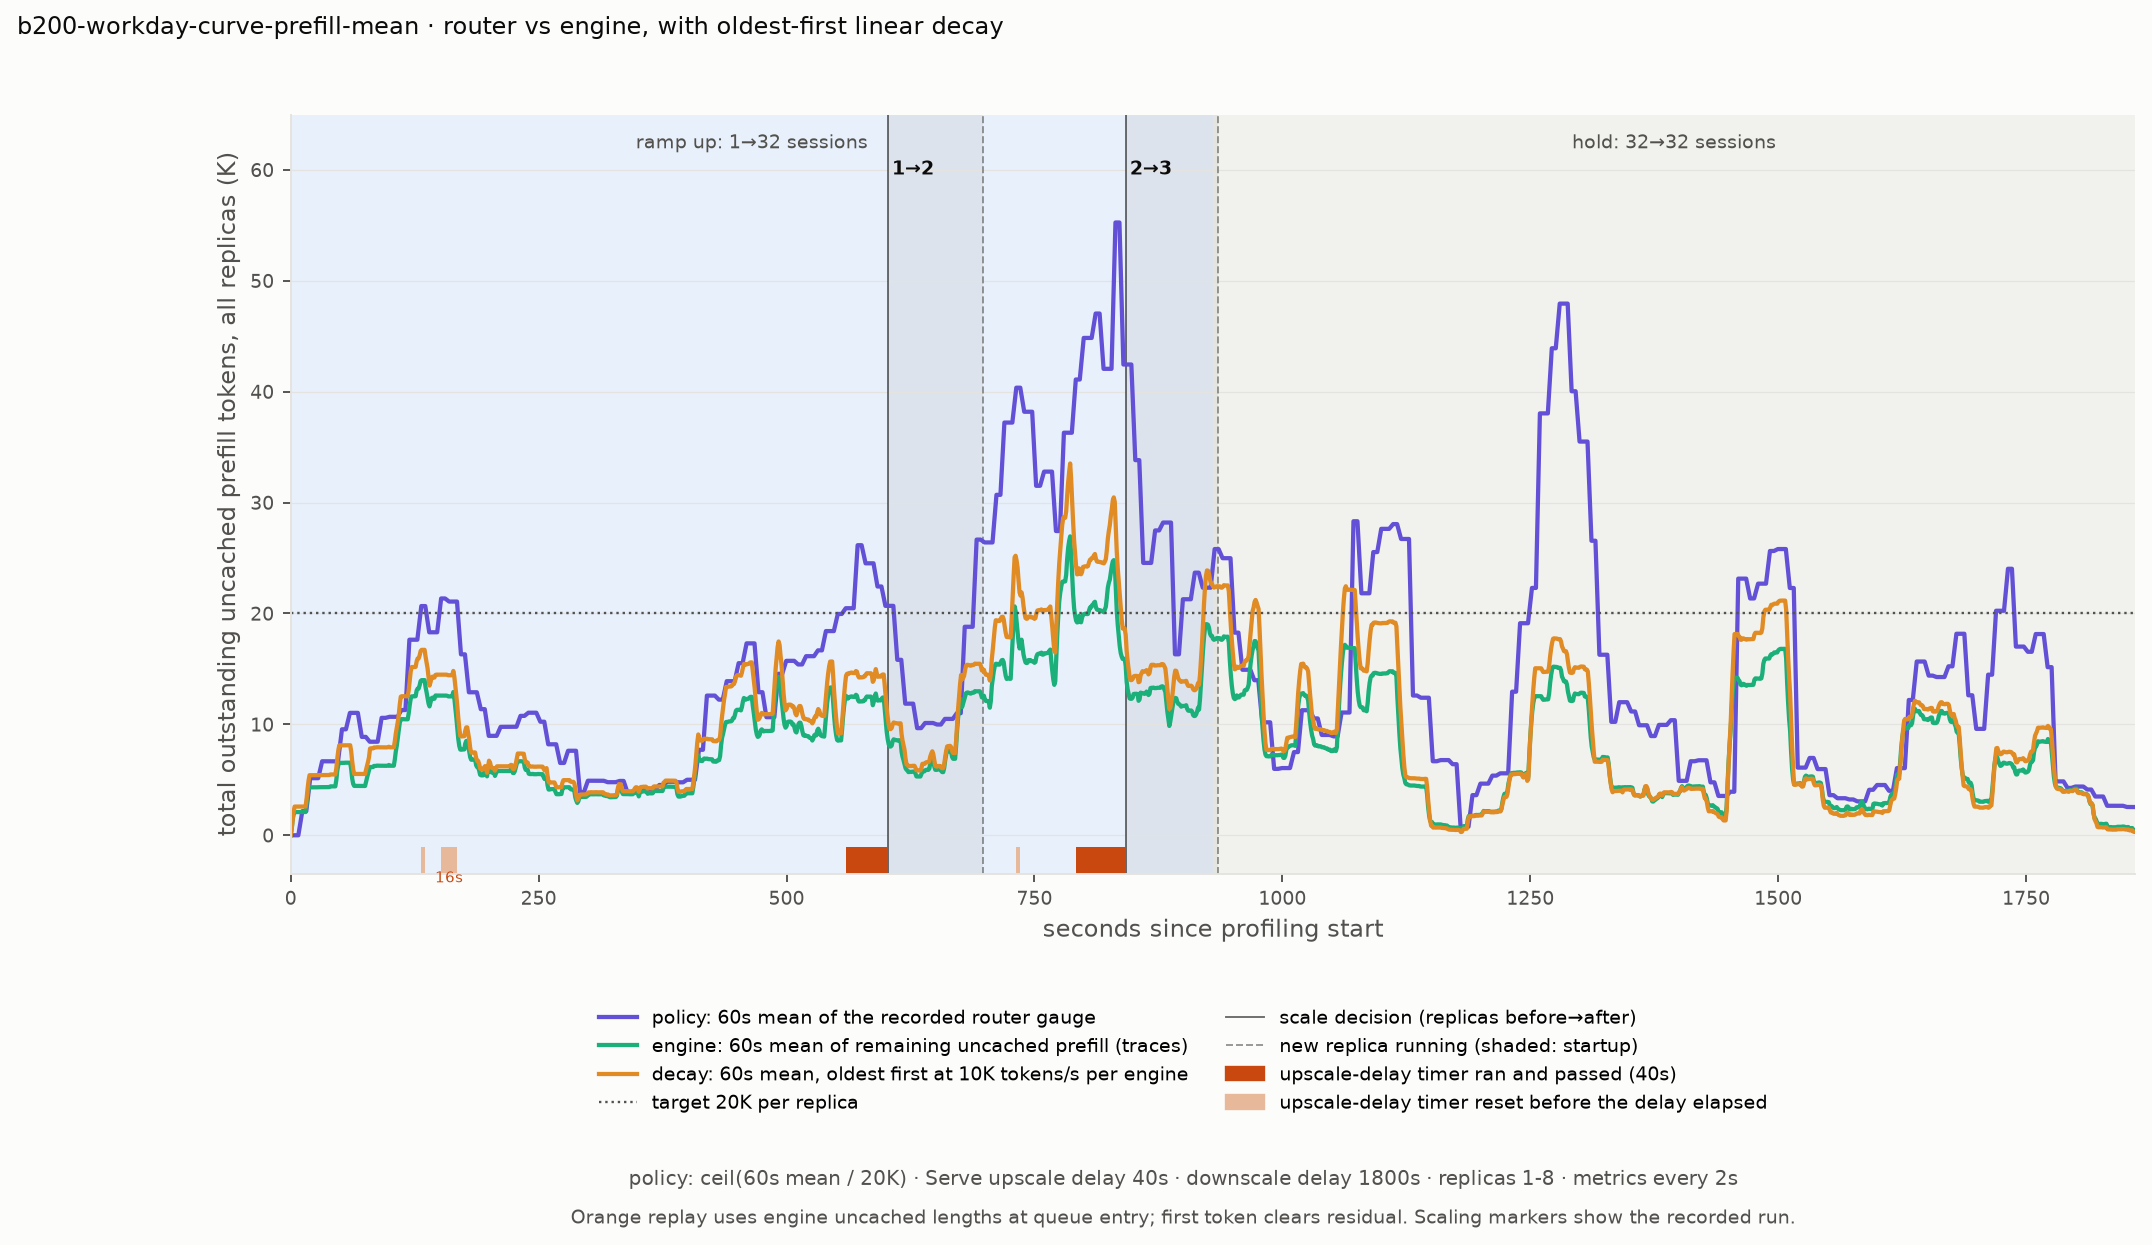 b200-workday-curve-prefill-mean · router vs engine, with oldest-first linear decay
ramp up: 1→32 sessions
hold: 32→32 sessions
1→2
2→3
total outstanding uncached prefill tokens, all replicas (K)
60
50
40
30
20
10
0
16s
0
250
500
750
1000
1250
1500
1750
seconds since profiling start
policy: 60s mean of the recorded router gauge
engine: 60s mean of remaining uncached prefill (traces)
decay: 60s mean, oldest first at 10K tokens/s per engine
target 20K per replica
scale decision (replicas before→after)
new replica running (shaded: startup)
upscale-delay timer ran and passed (40s)
upscale-delay timer reset before the delay elapsed
policy: ceil(60s mean / 20K) · Serve upscale delay 40s · downscale delay 1800s · replicas 1-8 · metrics every 2s
Orange replay uses engine uncached lengths at queue entry; first token clears residual. Scaling markers show the recorded run.